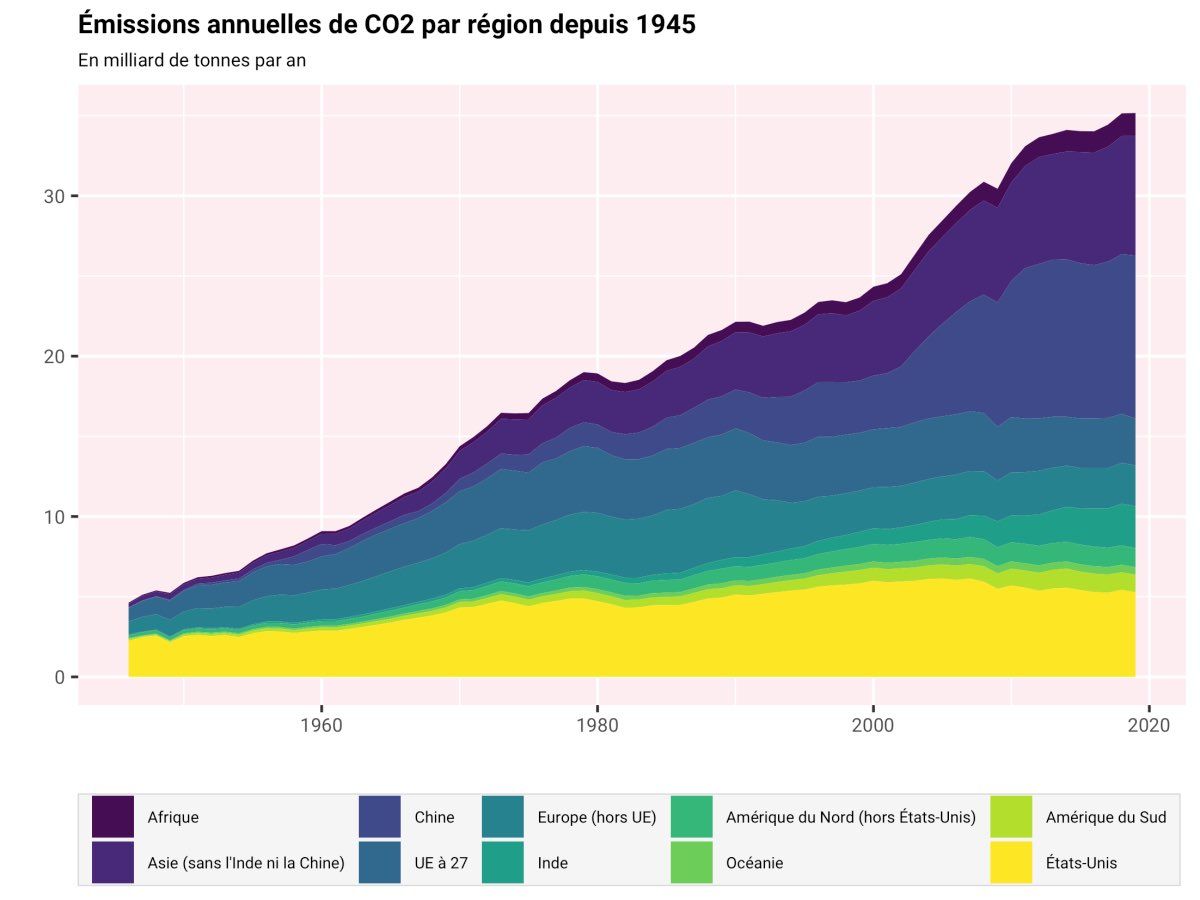 Émissions annuelles de CO2 par région depuis 1945
En milliard de tonnes par an
30
20
10
0
1960 1980 2000 2020
Afrique Chine Europe (hors UE) Amérique du Nord (hors États-Unis) Amérique du Sud
Asie (sans l'Inde ni la Chine) UE à 27 Inde Océanie États-Unis